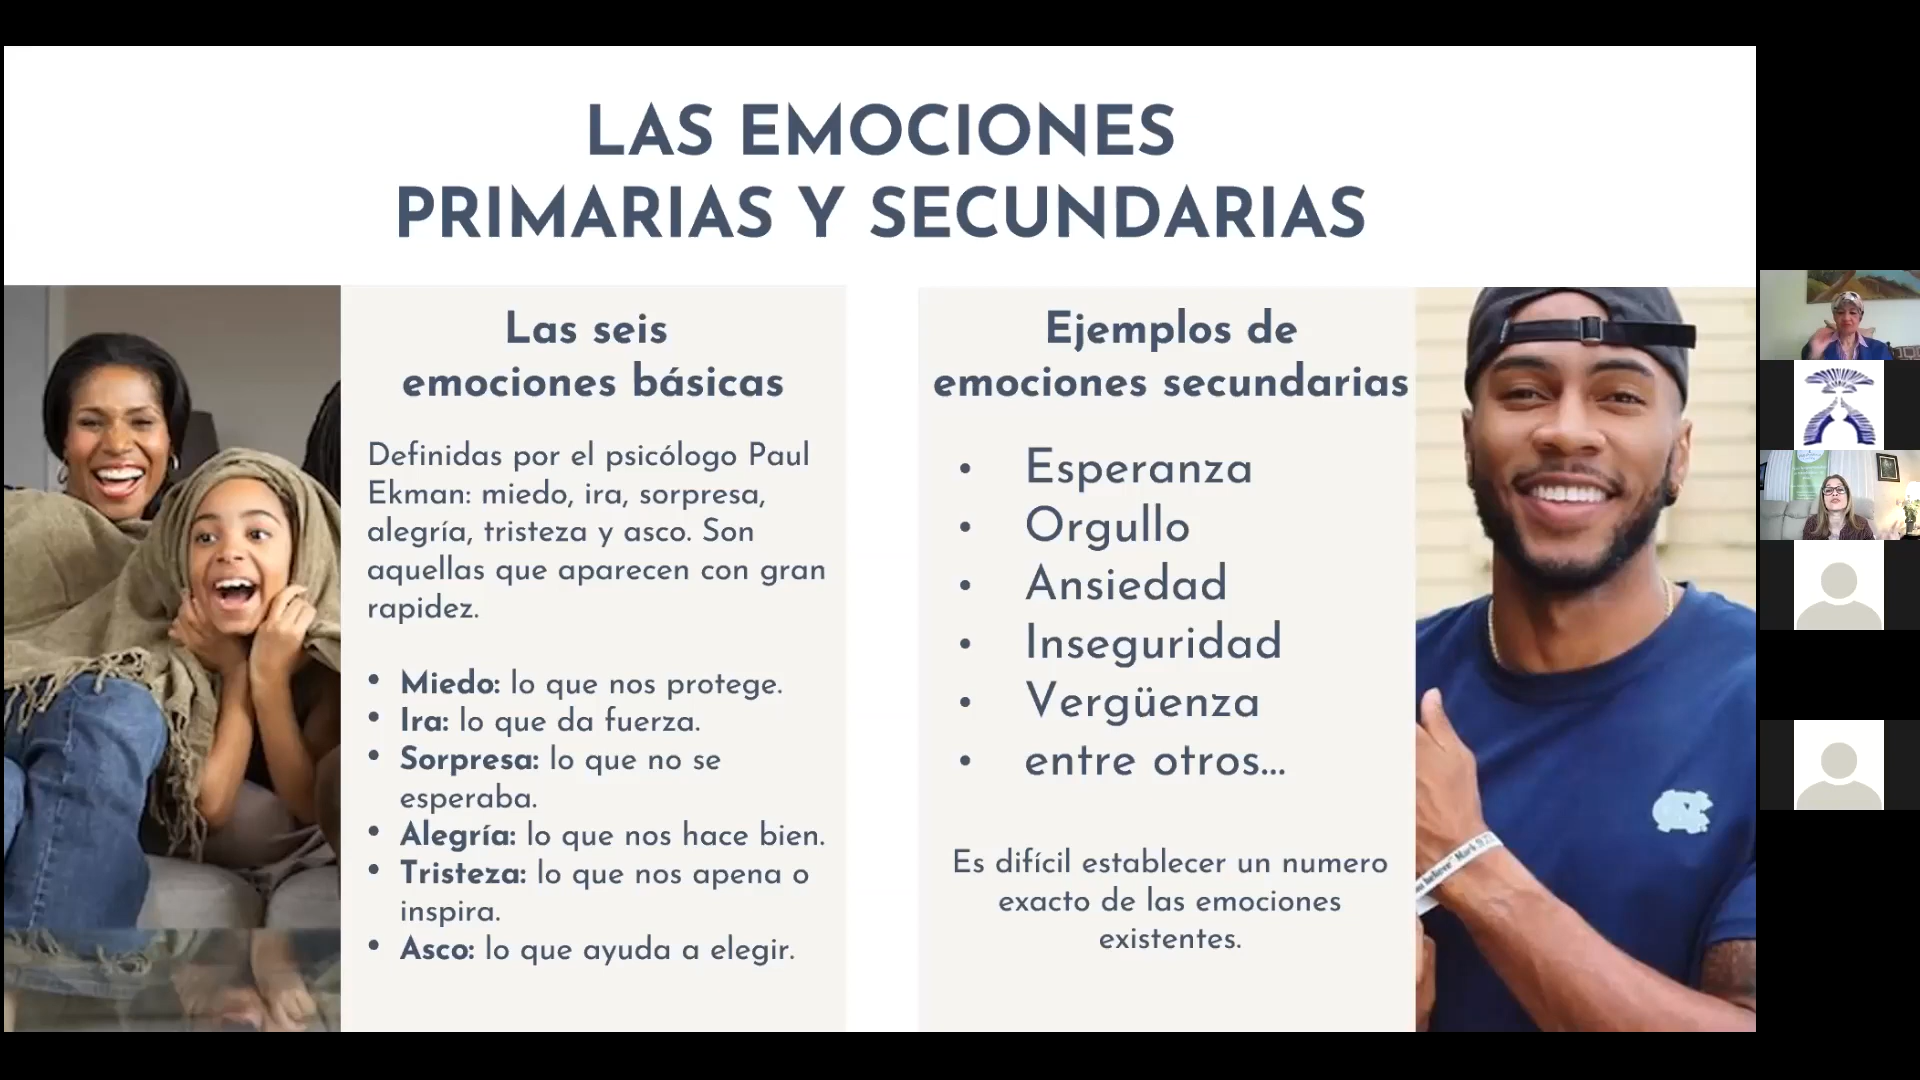 LAS EMOCIONES
PRIMARIAS Y SECUNDARIAS
Las seis
emociones básicas
Definidas por el psicólogo Paul
Ekman: miedo, ira, sorpresa,
alegría, tristeza y asco. Son
aquellas que aparecen con gran
rapidez.
• Miedo: lo que nos protege.
• Ira: lo que da fuerza.
• Sorpresa: lo que no se
esperaba.
• Alegría: lo que nos hace bien.
• Tristeza: lo que nos apena o
inspira.
• Asco: lo que ayuda a elegir.
Ejemplos de
emociones secundarias
• Esperanza
• Orgullo
• Ansiedad
• Inseguridad
• Vergüenza
• entre otros...
Es difícil establecer un numero
exacto de las emociones
existentes.
believe" Mark 9:23